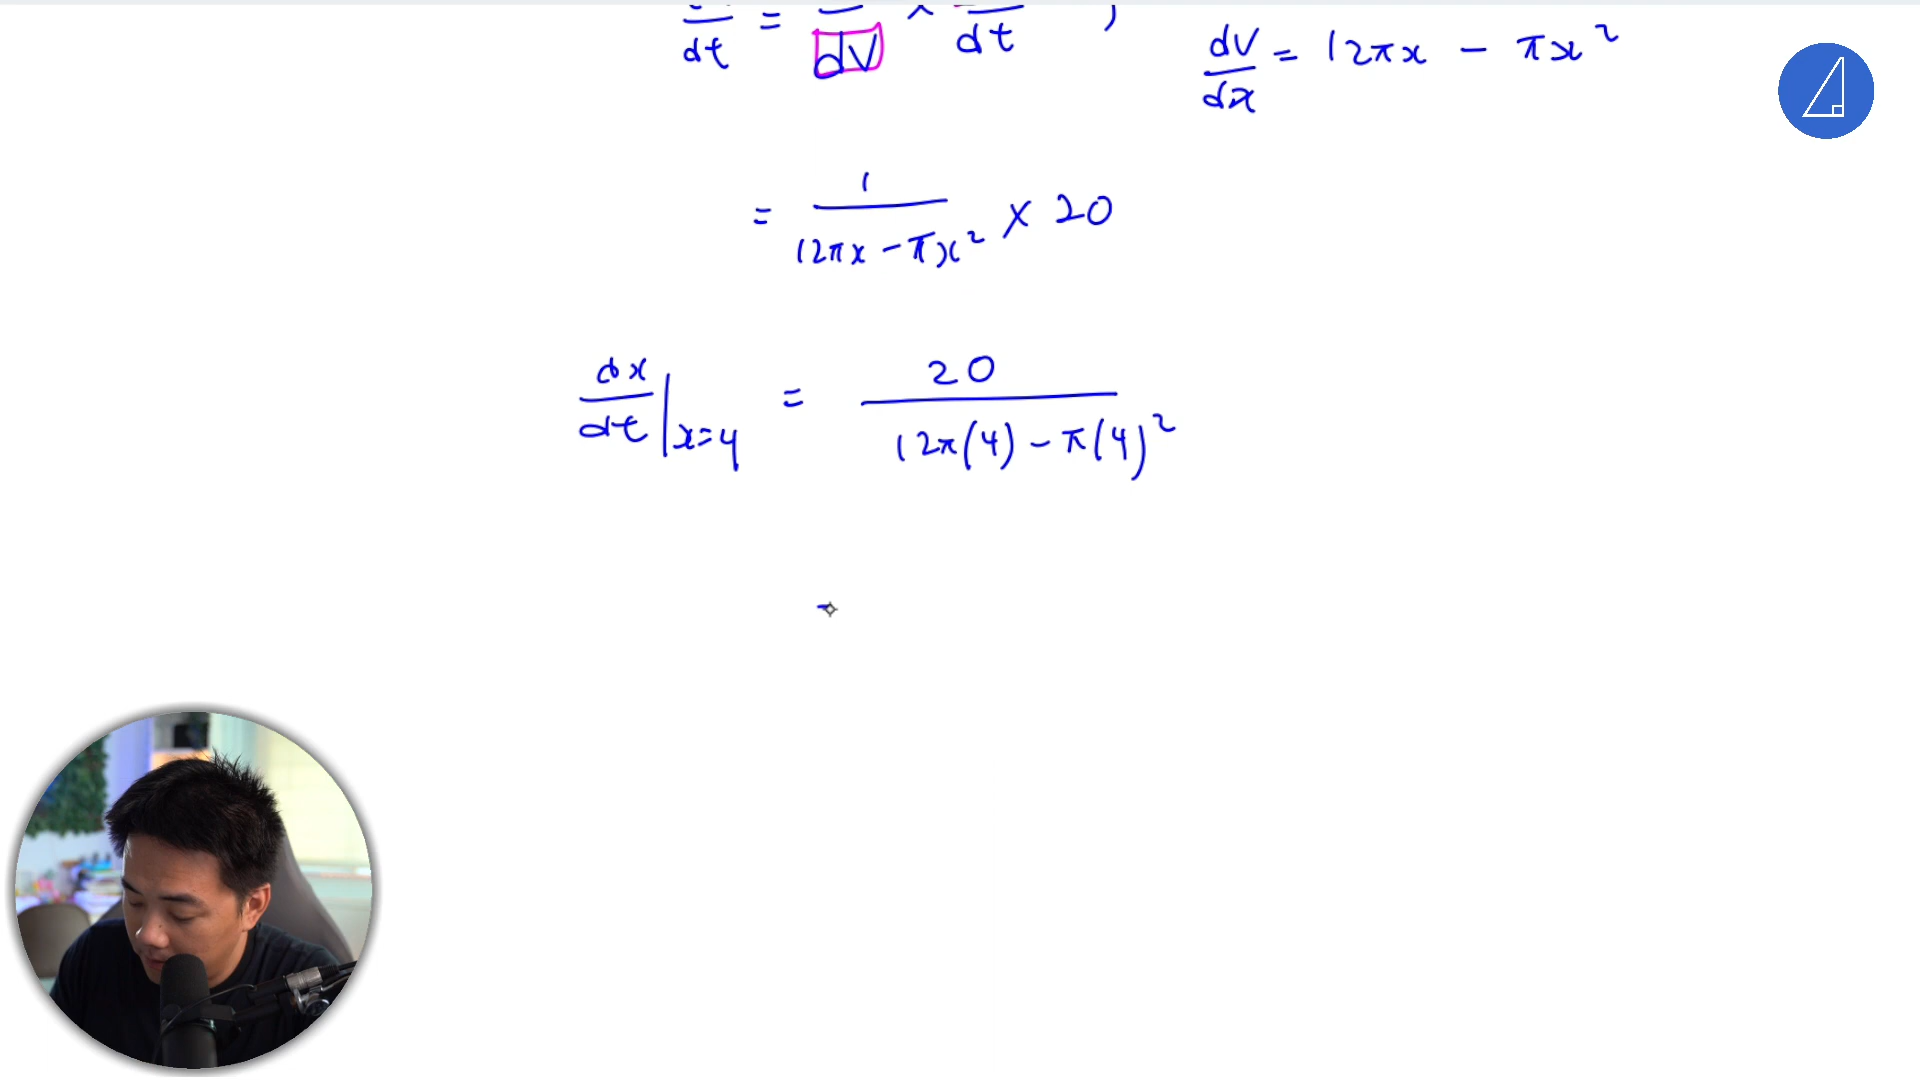 dt = dV × dt , dV/dx = 12πx − πx²
= 1/(12πx − πx²) × 20
dx/dt |x=4 = 20/(12π(4) − π(4)²)